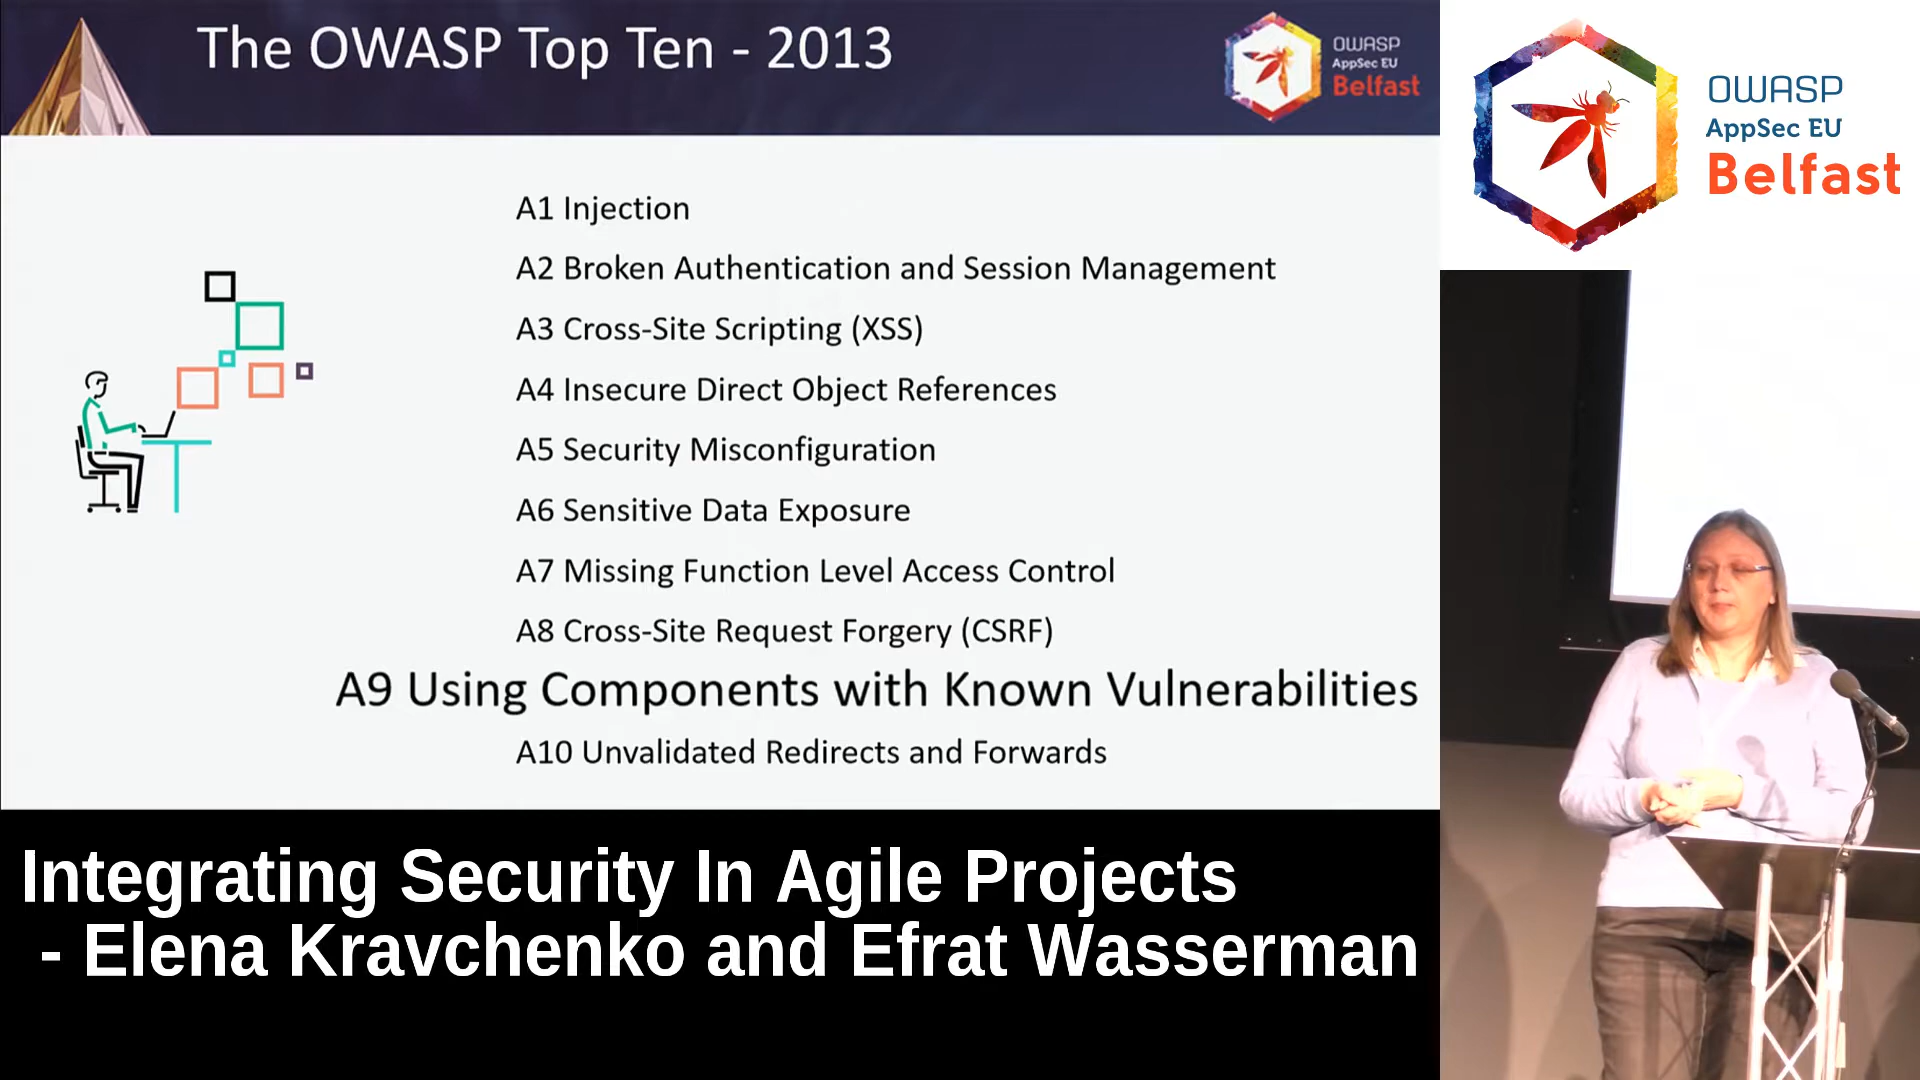 The OWASP Top Ten - 2013
OWASP
AppSec EU
Belfast
A1 Injection
A2 Broken Authentication and Session Management
A3 Cross-Site Scripting (XSS)
A4 Insecure Direct Object References
A5 Security Misconfiguration
A6 Sensitive Data Exposure
A7 Missing Function Level Access Control
A8 Cross-Site Request Forgery (CSRF)
A9 Using Components with Known Vulnerabilities
A10 Unvalidated Redirects and Forwards
OWASP
AppSec EU
Belfast
Integrating Security In Agile Projects
- Elena Kravchenko and Efrat Wasserman